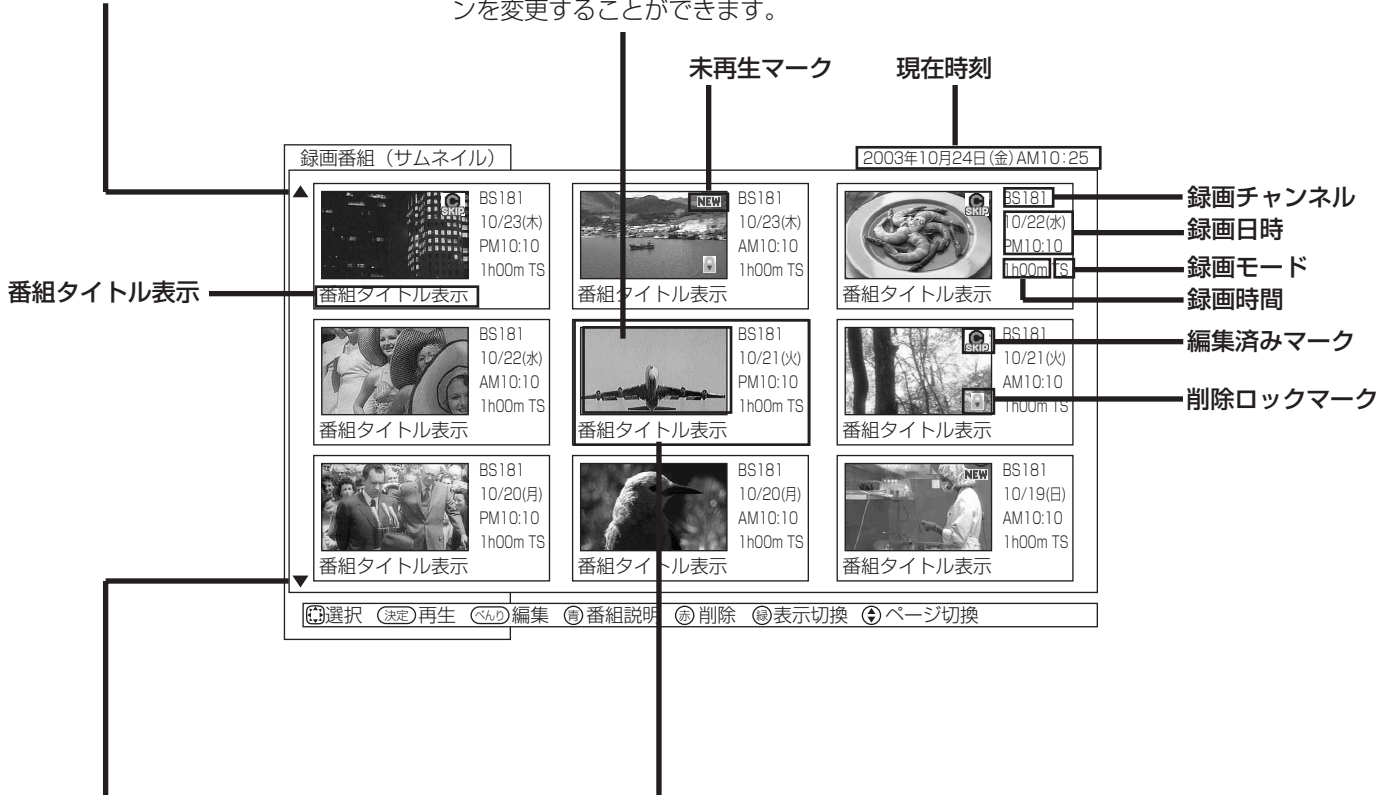 ンを変更することができます。
未再生マーク 現在時刻
録画番組（サムネイル） 2003年10月24日（金）AM10：25
▲
SKIP
BS181
10/23(木)
PM10:10
1h00m TS
番組タイトル表示
NEW
BS181
10/23(木)
AM10:10
1h00m TS
番組タイトル表示
SKIP
BS181
10/22(水)
PM10:10
1h00m TS
番組タイトル表示
録画チャンネル
録画日時
録画モード
録画時間
番組タイトル表示
BS181
10/22(水)
AM10:10
1h00m TS
番組タイトル表示
BS181
10/21(火)
PM10:10
1h00m TS
番組タイトル表示
SKIP
BS181
10/21(火)
AM10:10
1h00m TS
番組タイトル表示
編集済みマーク
削除ロックマーク
BS181
10/20(月)
PM10:10
1h00m TS
番組タイトル表示
BS181
10/20(月)
AM10:10
1h00m TS
番組タイトル表示
NEW
BS181
10/19(日)
AM10:10
1h00m TS
番組タイトル表示
▼
選択 決定 再生 べんり 編集 青 番組説明 赤 削除 緑 表示切換 ページ切換